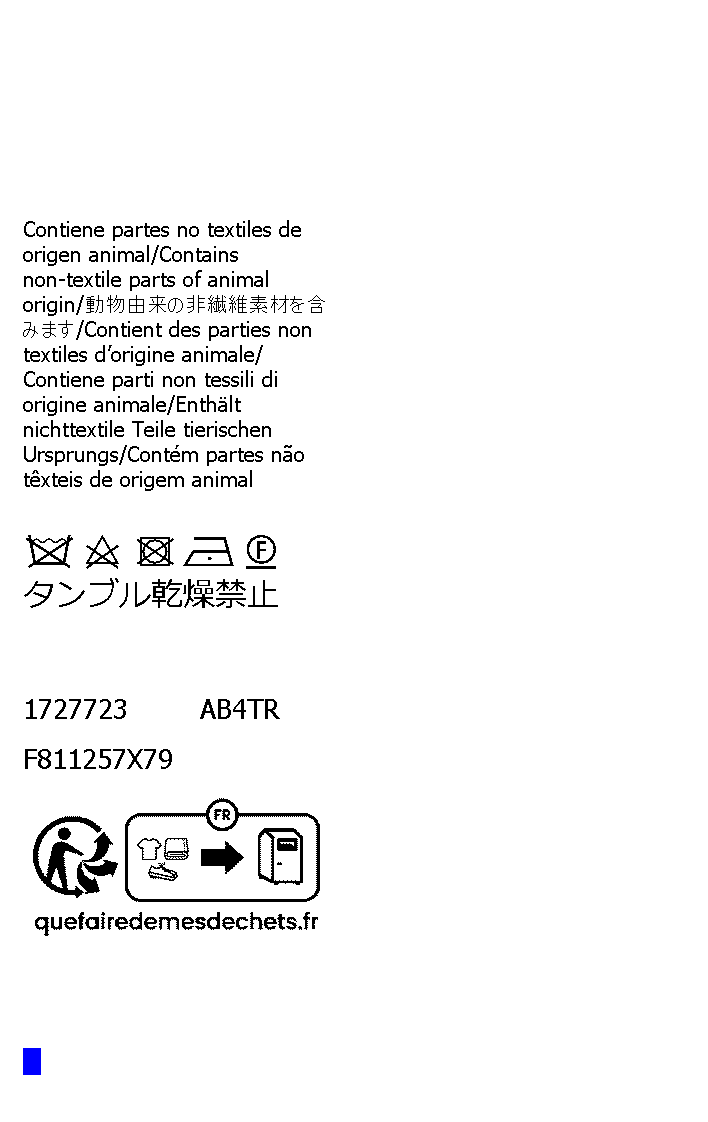 Contiene partes no textiles de
origen animal/Contains
non-textile parts of animal
origin/動物由来の非繊維素材を含
みます/Contient des parties non
textiles d’origine animale/
Contiene parti non tessili di
origine animale/Enthält
nichttextile Teile tierischen
Ursprungs/Contém partes não
têxteis de origem animal
F
タンブル乾燥禁止
1727723 AB4TR
F811257X79
FR
quefairedemesdechets.fr